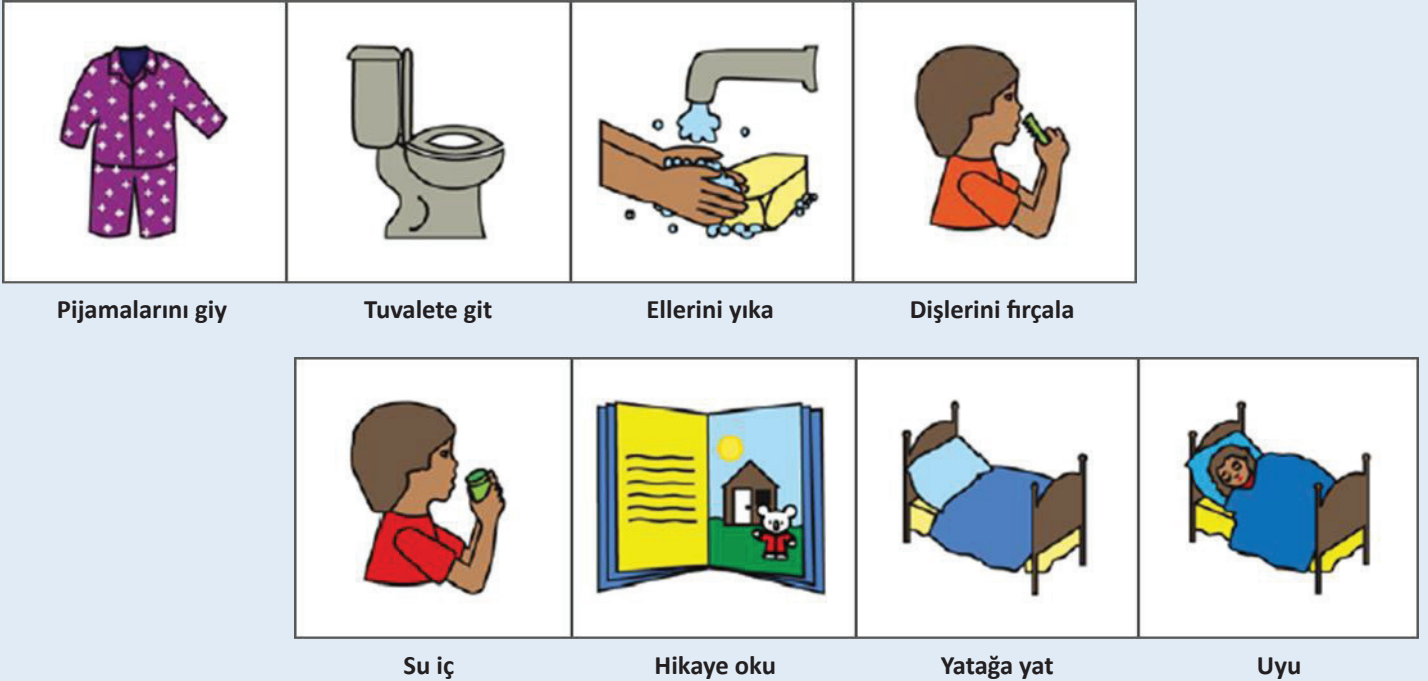 Pijamalarını giy
Tuvalete git
Ellerini yıka
Dişlerini fırçala
Su iç
Hikaye oku
Yatağa yat
Uyu